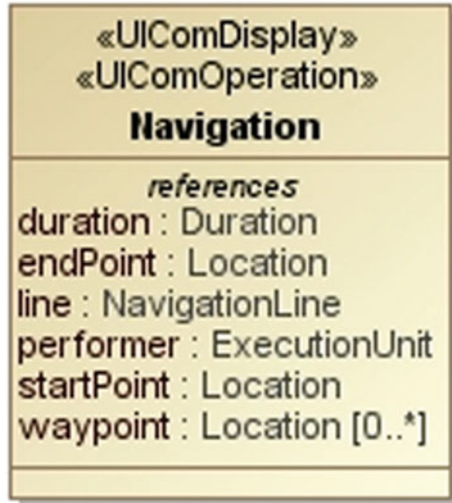 «UIComDisplay»
«UIComOperation»
Navigation
references
duration : Duration
endPoint : Location
line : NavigationLine
performer : ExecutionUnit
startPoint : Location
waypoint : Location [0..*]